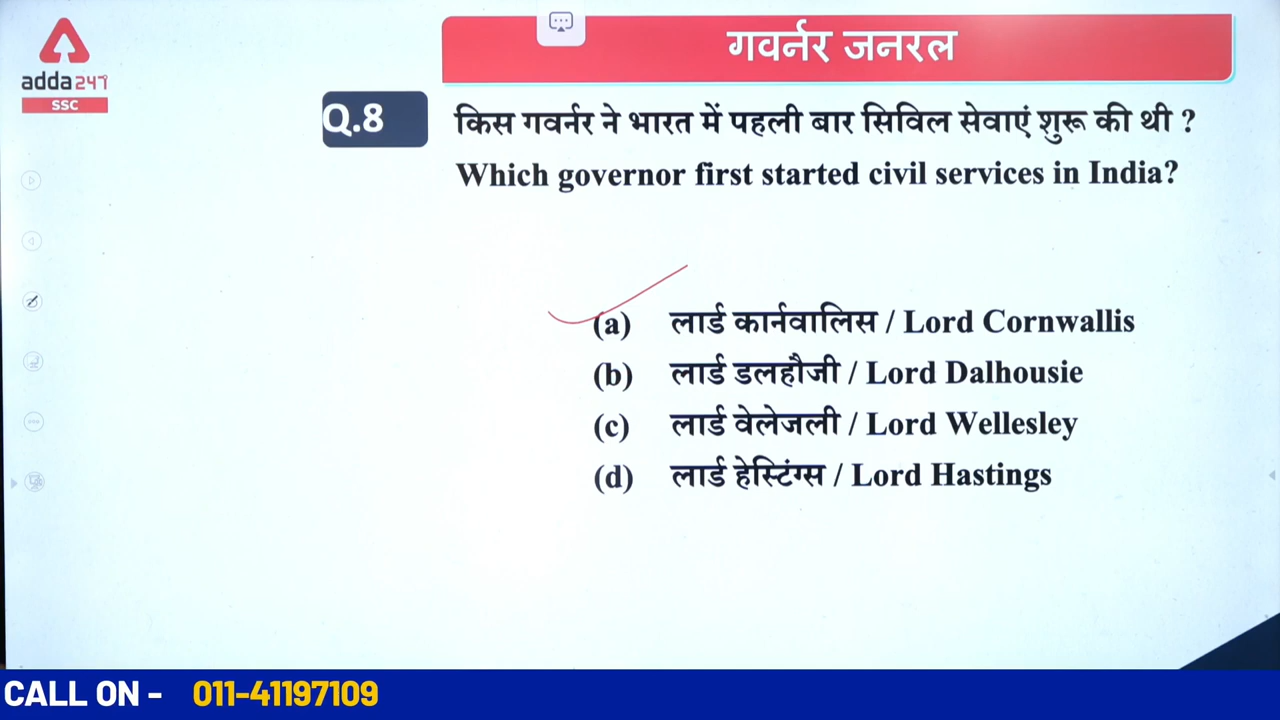 गवर्नर जनरल
adda247
SSC
Q.8
किस गवर्नर ने भारत में पहली बार सिविल सेवाएं शुरू की थी ?
Which governor first started civil services in India?
(a) लार्ड कार्नवालिस / Lord Cornwallis
(b) लार्ड डलहौजी / Lord Dalhousie
(c) लार्ड वेलेजली / Lord Wellesley
(d) लार्ड हेस्टिंग्स / Lord Hastings
CALL ON - 011-41197109